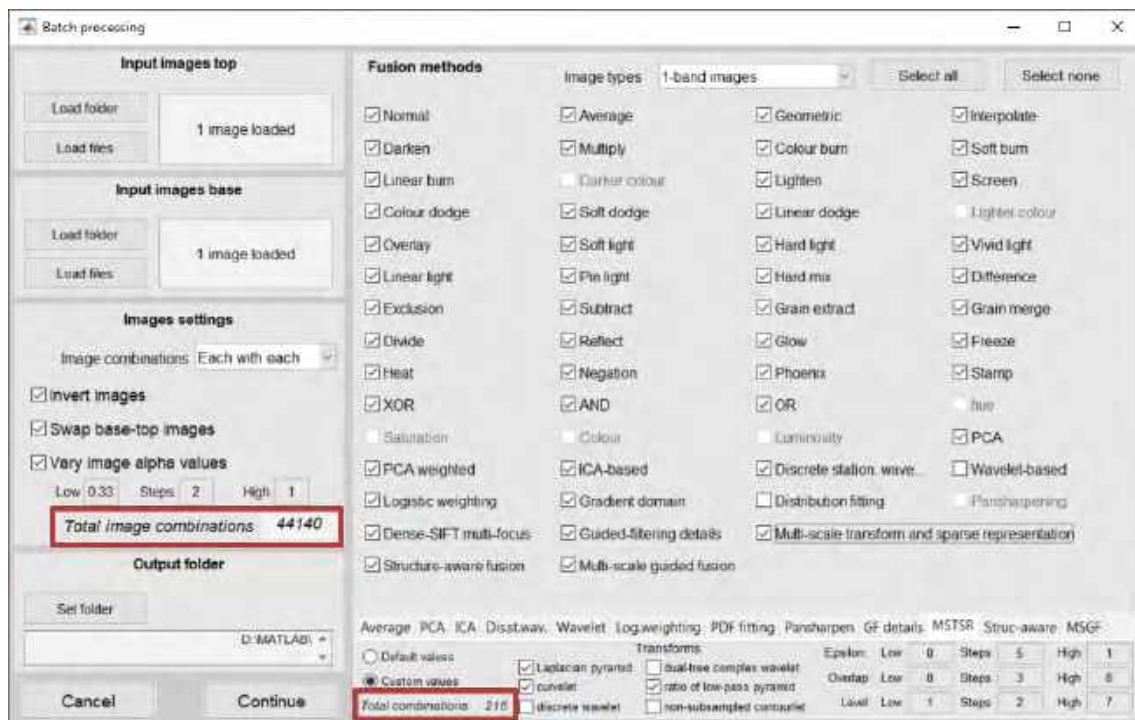 Batch processing
Input images top
Load folder
1 image loaded
Load files
Input images base
Load folder
1 image loaded
Load files
Images settings
Image combinations Each with each
Invert images
Swap base-top images
Vary image alpha values
Low 0.33 Steps 2 High 1
Total image combinations 44140
Output folder
Set folder
D:\MATLAB\
Cancel Continue
Fusion methods
Image types 1-band images Select all Select none
Normal Average Geometric Interpolate
Darken Multiply Colour burn Soft burn
Linear burn Darker colour Lighten Screen
Colour dodge Soft dodge Linear dodge Lighter colour
Overlay Soft light Hard light Vivid light
Linear light Pin light Hard mix Difference
Exclusion Subtract Grain extract Grain merge
Divide Reflect Glow Freeze
Heat Negation Phoenix Stamp
XOR AND OR hue
Saturation Colour Luminosity PCA
PCA weighted ICA-based Discrete station. wave... Wavelet-based
Logistic weighting Gradient domain Distribution fitting Pansharpening
Dense-SIFT multi-focus Guided-filtering details Multi-scale transform and sparse representation
Structure-aware fusion Multi-scale guided fusion
Average PCA ICA Disst.wav. Wavelet Log.weighting PDF fitting Pansharpen GF details MSTSR Struc-aware MSGF
Transforms
Default values
Custom values
Total combinations 216
Laplacian pyramid dual-tree complex wavelet
curvelet ratio of low-pass pyramid
discrete wavelet non-subsampled contourlet
Epsilon: Low 0 Steps 5 High 1
Overlap Low Steps 3 High
Level Low 1 Steps 2 High 7